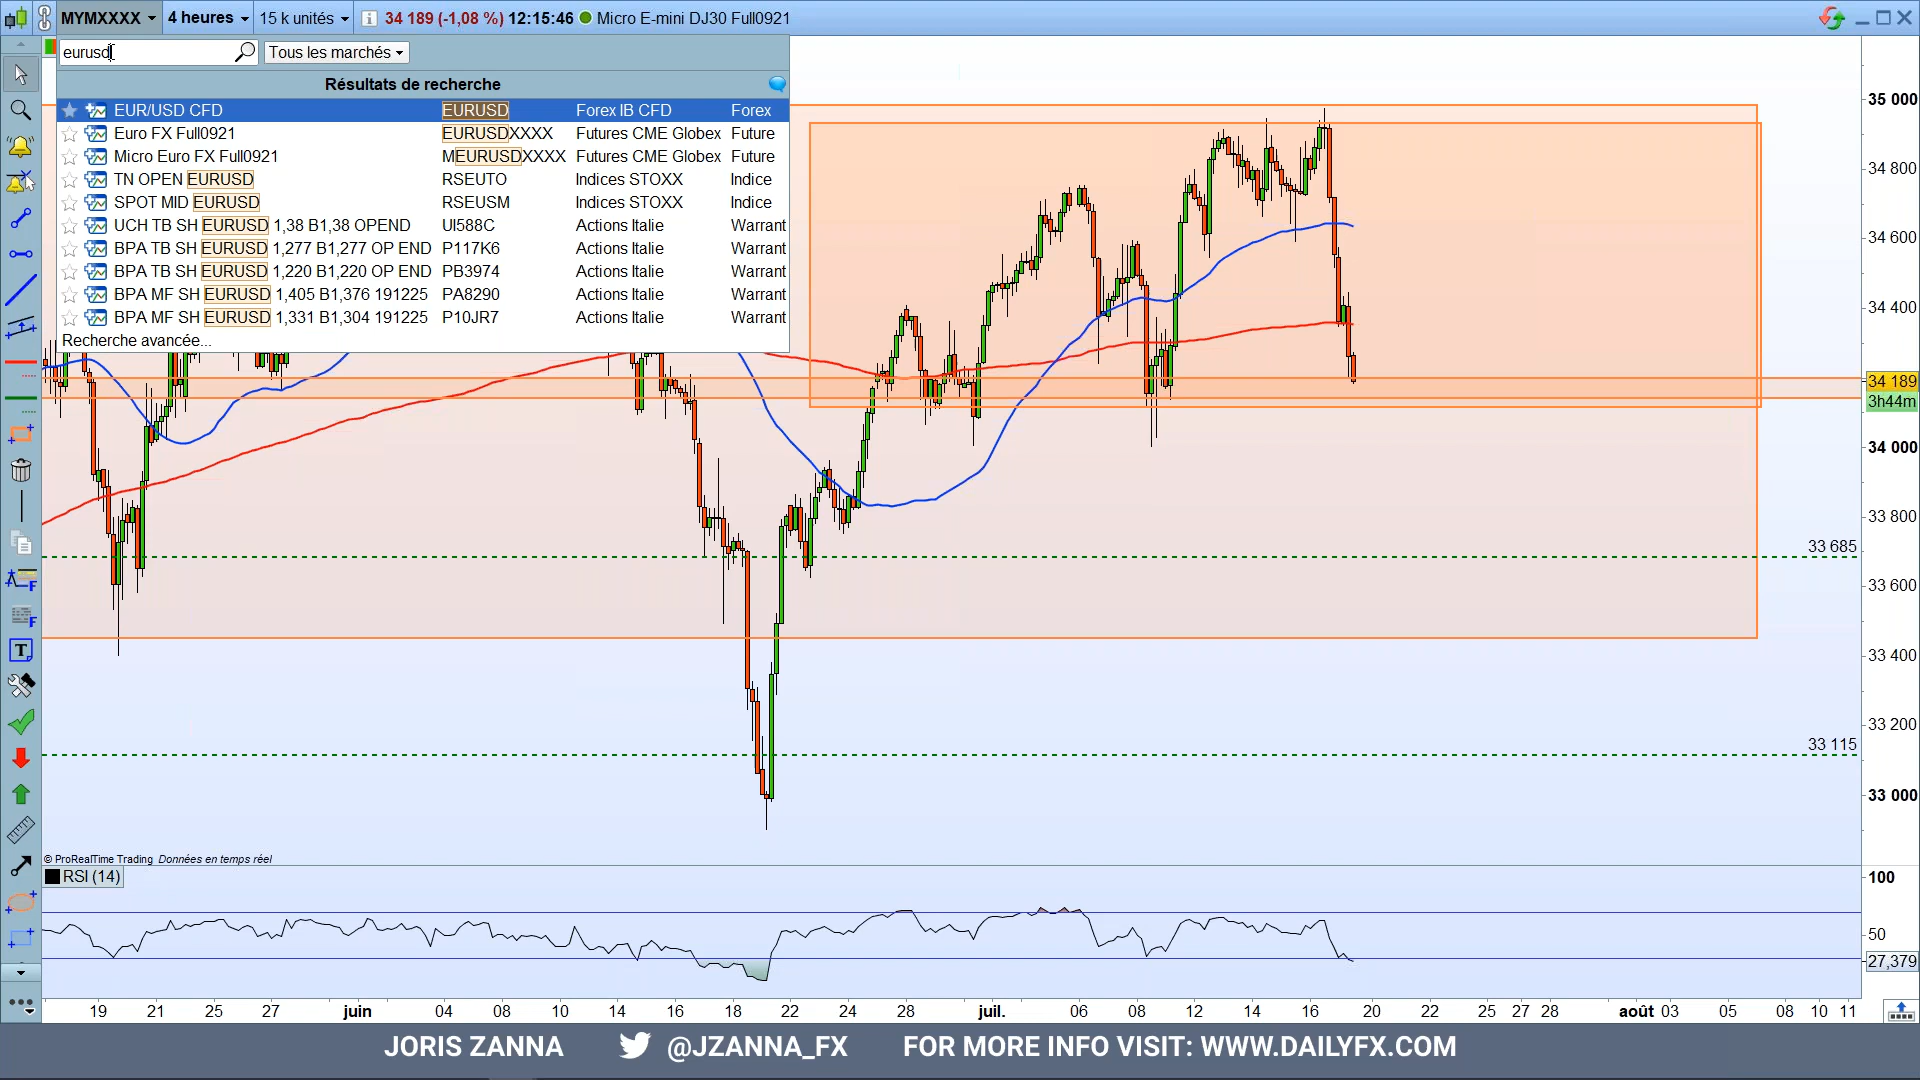 MYMXXXX 4 heures 15 k unités 34 189 (-1,08 %) 12:15:46 Micro E-mini DJ30 Full0921
eurusd Tous les marchés
Résultats de recherche
EUR/USD CFD EURUSD Forex IB CFD Forex
Euro FX Full0921 EURUSDXXXX Futures CME Globex Future
Micro Euro FX Full0921 MEURUSDXXXX Futures CME Globex Future
TN OPEN EURUSD RSEUTO Indices STOXX Indice
SPOT MID EURUSD RSEUSM Indices STOXX Indice
UCH TB SH EURUSD 1,38 B1,38 OPEND UI588C Actions Italie Warrant
BPA TB SH EURUSD 1,277 B1,277 OP END P117K6 Actions Italie Warrant
BPA TB SH EURUSD 1,220 B1,220 OP END PB3974 Actions Italie Warrant
BPA MF SH EURUSD 1,405 B1,376 191225 PA8290 Actions Italie Warrant
BPA MF SH EURUSD 1,331 B1,304 191225 P10JR7 Actions Italie Warrant
Recherche avancée...
35 000
34 800
34 600
34 400
34 189
3h44m
34 000
33 800
33 685
33 600
33 400
33 200
33 115
33 000
© ProRealTime Trading Données en temps réel
RSI (14)
100
50
27,379
19 21 25 27 juin 04 08 10 14 16 18 22 24 28 juil. 06 08 12 14 16 20 22 25 27 28 août 03 05 08 10 11
JORIS ZANNA @JZANNA_FX FOR MORE INFO VISIT: WWW.DAILYFX.COM